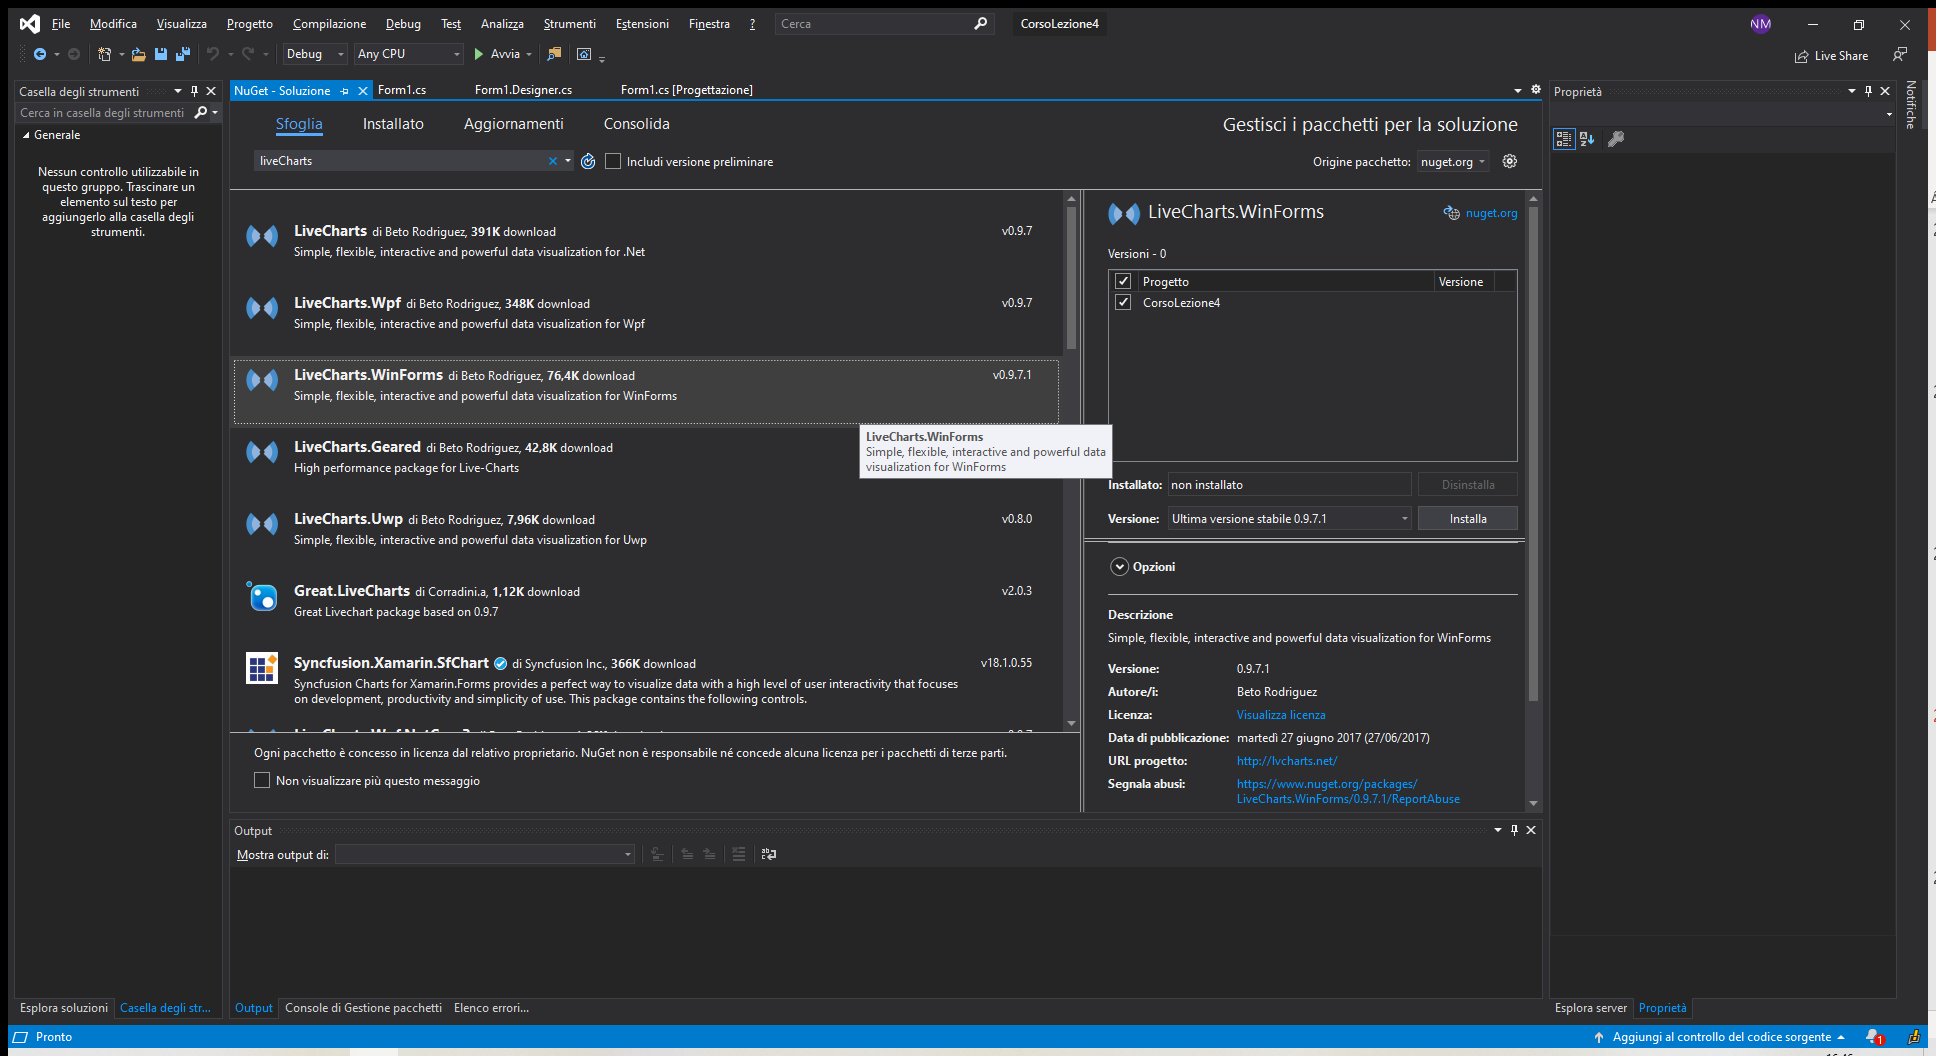 File Modifica Visualizza Progetto Compilazione Debug Test Analizza Strumenti Estensioni Finestra ? Cerca CorsoLezione4 NM
Debug Any CPU Avvia Live Share
Casella degli strumenti
Cerca in casella degli strumenti
Generale
Nessun controllo utilizzabile in
questo gruppo. Trascinare un
elemento sul testo per
aggiungerlo alla casella degli
strumenti.
NuGet - Soluzione Form1.cs Form1.Designer.cs Form1.cs [Progettazione]
Sfoglia Installato Aggiornamenti Consolida
Gestisci i pacchetti per la soluzione
liveCharts Includi versione preliminare
Origine pacchetto: nuget.org
LiveCharts di Beto Rodriguez, 391K download v0.9.7
Simple, flexible, interactive and powerful data visualization for .Net
LiveCharts.Wpf di Beto Rodriguez, 348K download v0.9.7
Simple, flexible, interactive and powerful data visualization for Wpf
LiveCharts.WinForms di Beto Rodriguez, 76,4K download v0.9.7.1
Simple, flexible, interactive and powerful data visualization for WinForms
LiveCharts.Geared di Beto Rodriguez, 42,8K download
High performance package for Live-Charts
LiveCharts.WinForms
Simple, flexible, interactive and powerful data
visualization for WinForms
LiveCharts.Uwp di Beto Rodriguez, 7,96K download v0.8.0
Simple, flexible, interactive and powerful data visualization for Uwp
Great.LiveCharts di Corradini.a, 1,12K download v2.0.3
Great Livechart package based on 0.9.7
Syncfusion.Xamarin.SfChart di Syncfusion Inc., 366K download v18.1.0.55
Syncfusion Charts for Xamarin.Forms provides a perfect way to visualize data with a high level of user interactivity that focuses
on development, productivity and simplicity of use. This package contains the following controls.
Ogni pacchetto è concesso in licenza dal relativo proprietario. NuGet non è responsabile né concede alcuna licenza per i pacchetti di terze parti.
Non visualizzare più questo messaggio
LiveCharts.WinForms nuget.org
Versioni - 0
Progetto Versione
CorsoLezione4
Installato: non installato Disinstalla
Versione: Ultima versione stabile 0.9.7.1 Installa
Opzioni
Descrizione
Simple, flexible, interactive and powerful data visualization for WinForms
Versione: 0.9.7.1
Autore/i: Beto Rodriguez
Licenza: Visualizza licenza
Data di pubblicazione: martedì 27 giugno 2017 (27/06/2017)
URL progetto: http://lvcharts.net/
Segnala abusi: https://www.nuget.org/packages/
LiveCharts.WinForms/0.9.7.1/ReportAbuse
Output
Mostra output di:
Proprietà
Notifiche
Esplora soluzioni Casella degli str... Output Console di Gestione pacchetti Elenco errori... Esplora server Proprietà
Pronto Aggiungi al controllo del codice sorgente 1